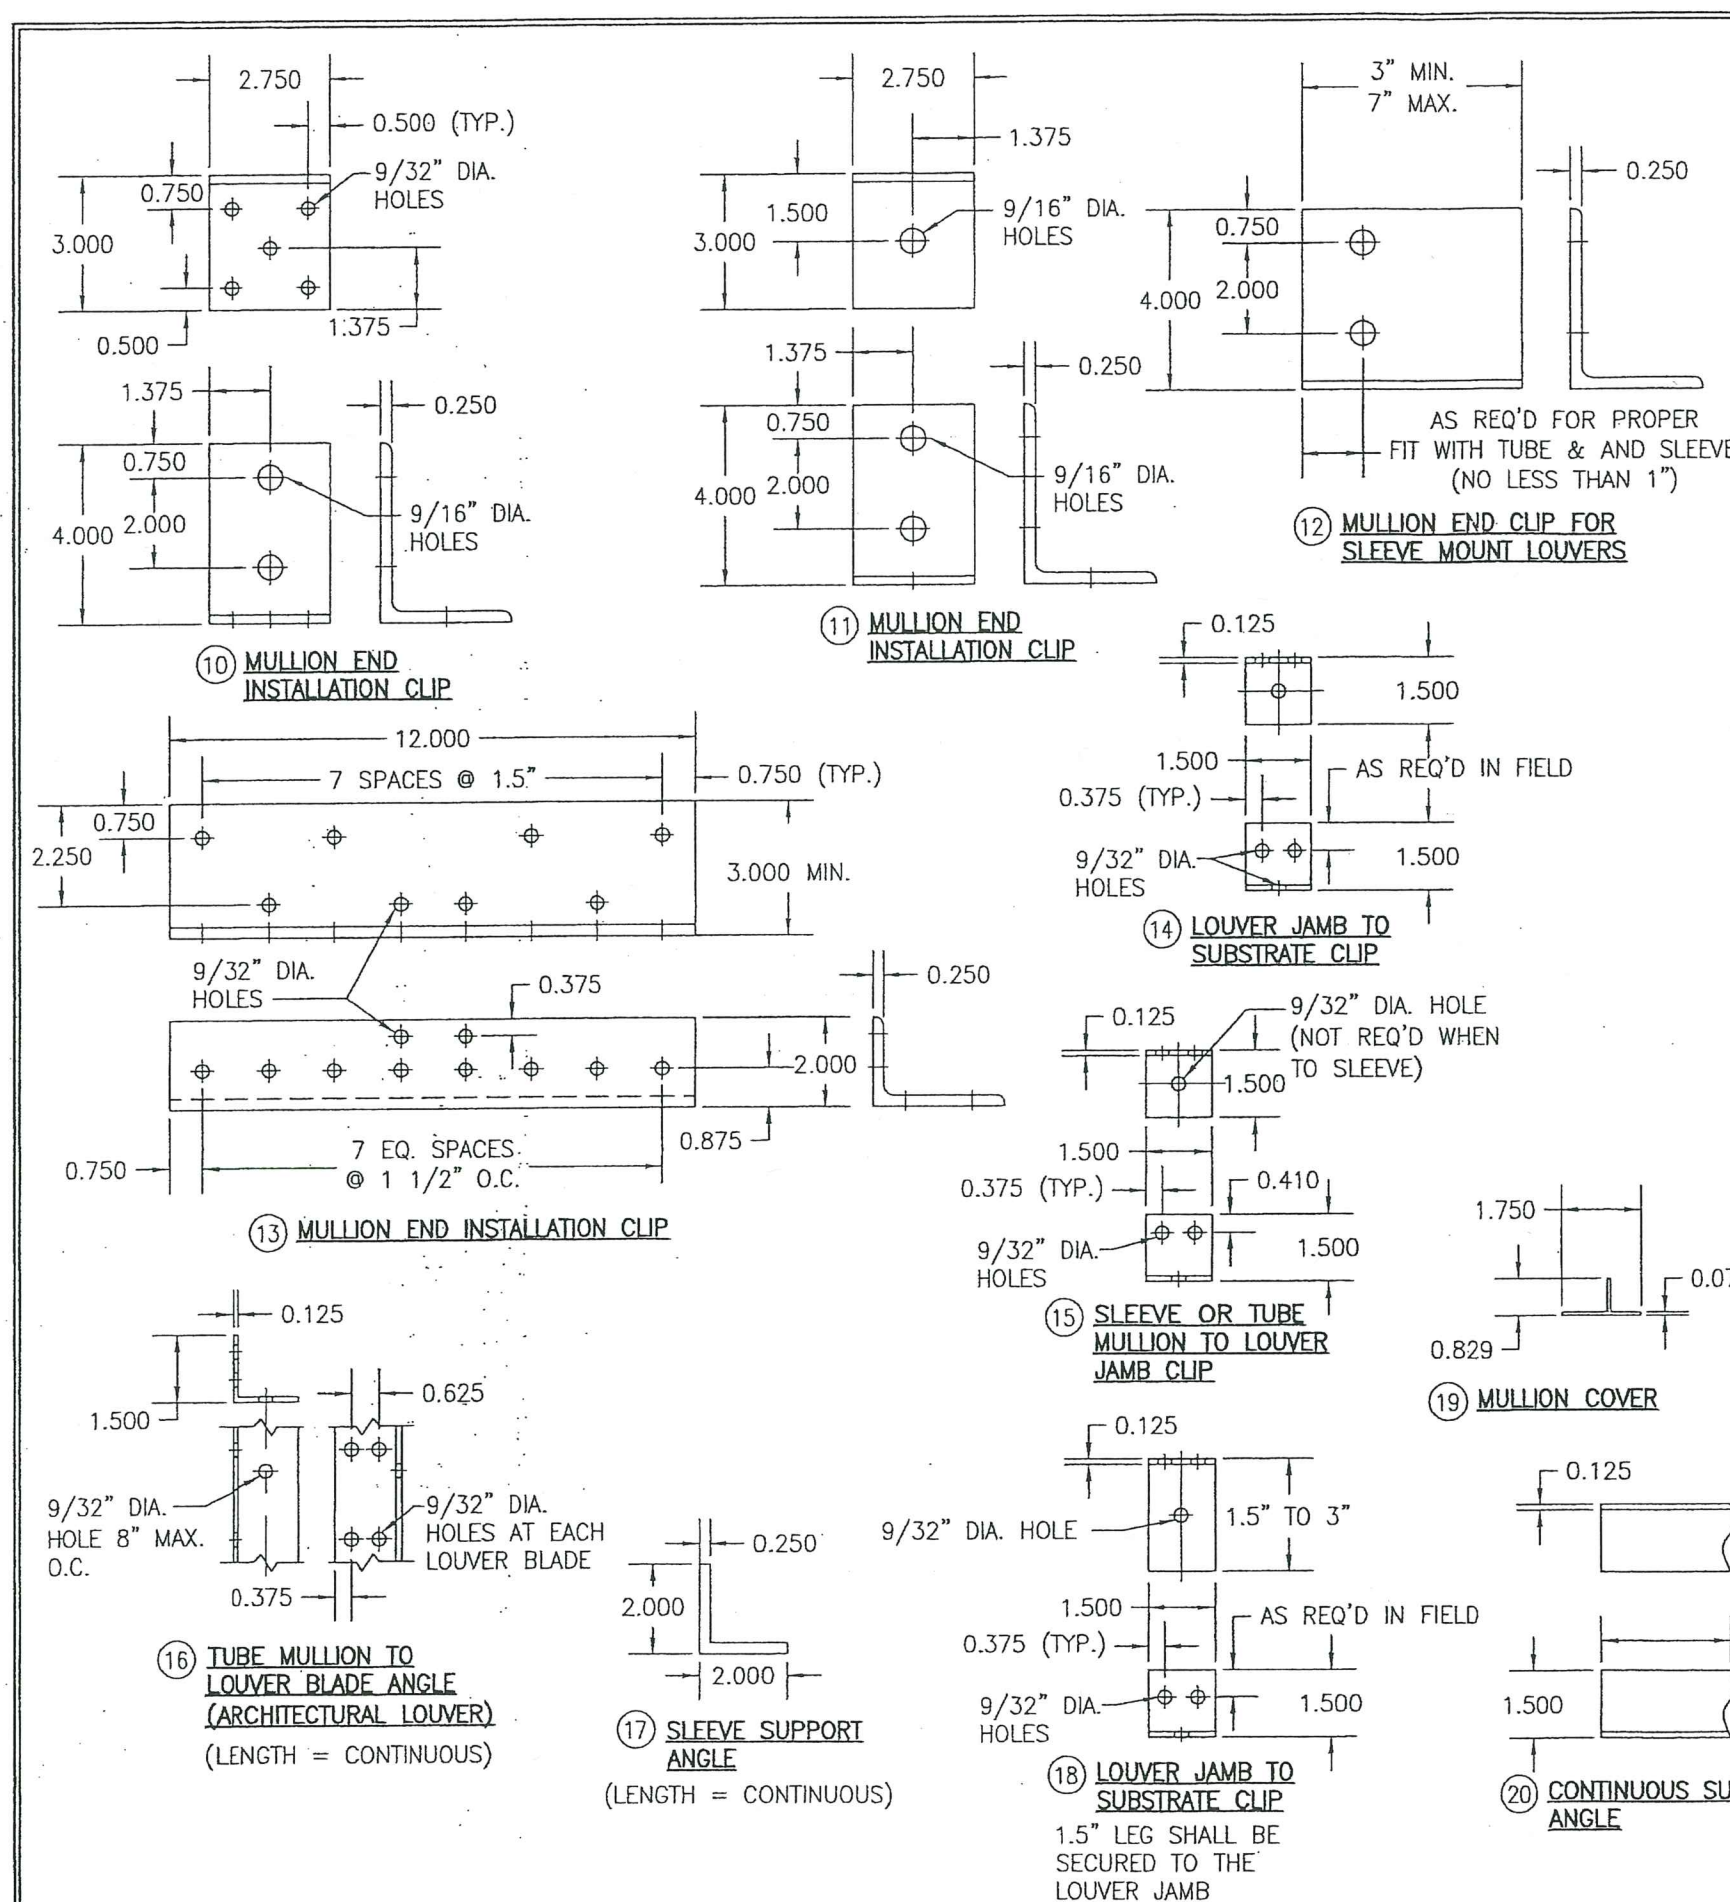 2.750
0.500 (TYP.)
9/32" DIA.
HOLES
0.750
3.000
1.375
0.500
1.375
0.250
0.750
2.000
4.000
9/16" DIA.
HOLES
10 MULLION END
INSTALLATION CLIP
2.750
1.375
1.500
3.000
9/16" DIA.
HOLES
1.375
0.250
0.750
4.000
2.000
9/16" DIA.
HOLES
11 MULLION END
INSTALLATION CLIP
3" MIN.
7" MAX.
0.250
0.750
4.000
2.000
AS REQ'D FOR PROPER
FIT WITH TUBE & AND SLEEVE
(NO LESS THAN 1")
12 MULLION END CLIP FOR
SLEEVE MOUNT LOUVERS
12.000
7 SPACES @ 1.5"
0.750 (TYP.)
0.750
2.250
3.000 MIN.
9/32" DIA.
HOLES
0.375
0.250
2.000
0.875
0.750
7 EQ. SPACES
@ 1 1/2" O.C.
13 MULLION END INSTALLATION CLIP
0.125
1.500
1.500
AS REQ'D IN FIELD
0.375 (TYP.)
9/32" DIA.
HOLES
1.500
14 LOUVER JAMB TO
SUBSTRATE CLIP
0.125
9/32" DIA. HOLE
(NOT REQ'D WHEN
TO SLEEVE)
1.500
1.500
0.375 (TYP.)
0.410
9/32" DIA.
HOLES
1.500
15 SLEEVE OR TUBE
MULLION TO LOUVER
JAMB CLIP
0.125
1.500
0.625
9/32" DIA.
HOLE 8" MAX.
O.C.
9/32" DIA.
HOLES AT EACH
LOUVER BLADE
0.375
16 TUBE MULLION TO
LOUVER BLADE ANGLE
(ARCHITECTURAL LOUVER)
(LENGTH = CONTINUOUS)
0.250
2.000
2.000
17 SLEEVE SUPPORT
ANGLE
(LENGTH = CONTINUOUS)
0.125
9/32" DIA. HOLE
1.5" TO 3"
1.500
AS REQ'D IN FIELD
0.375 (TYP.)
9/32" DIA.
HOLES
1.500
18 LOUVER JAMB TO
SUBSTRATE CLIP
1.5" LEG SHALL BE
SECURED TO THE
LOUVER JAMB
1.750
0.829
19 MULLION COVER
0.125
1.500
20 CONTINUOUS
ANGLE